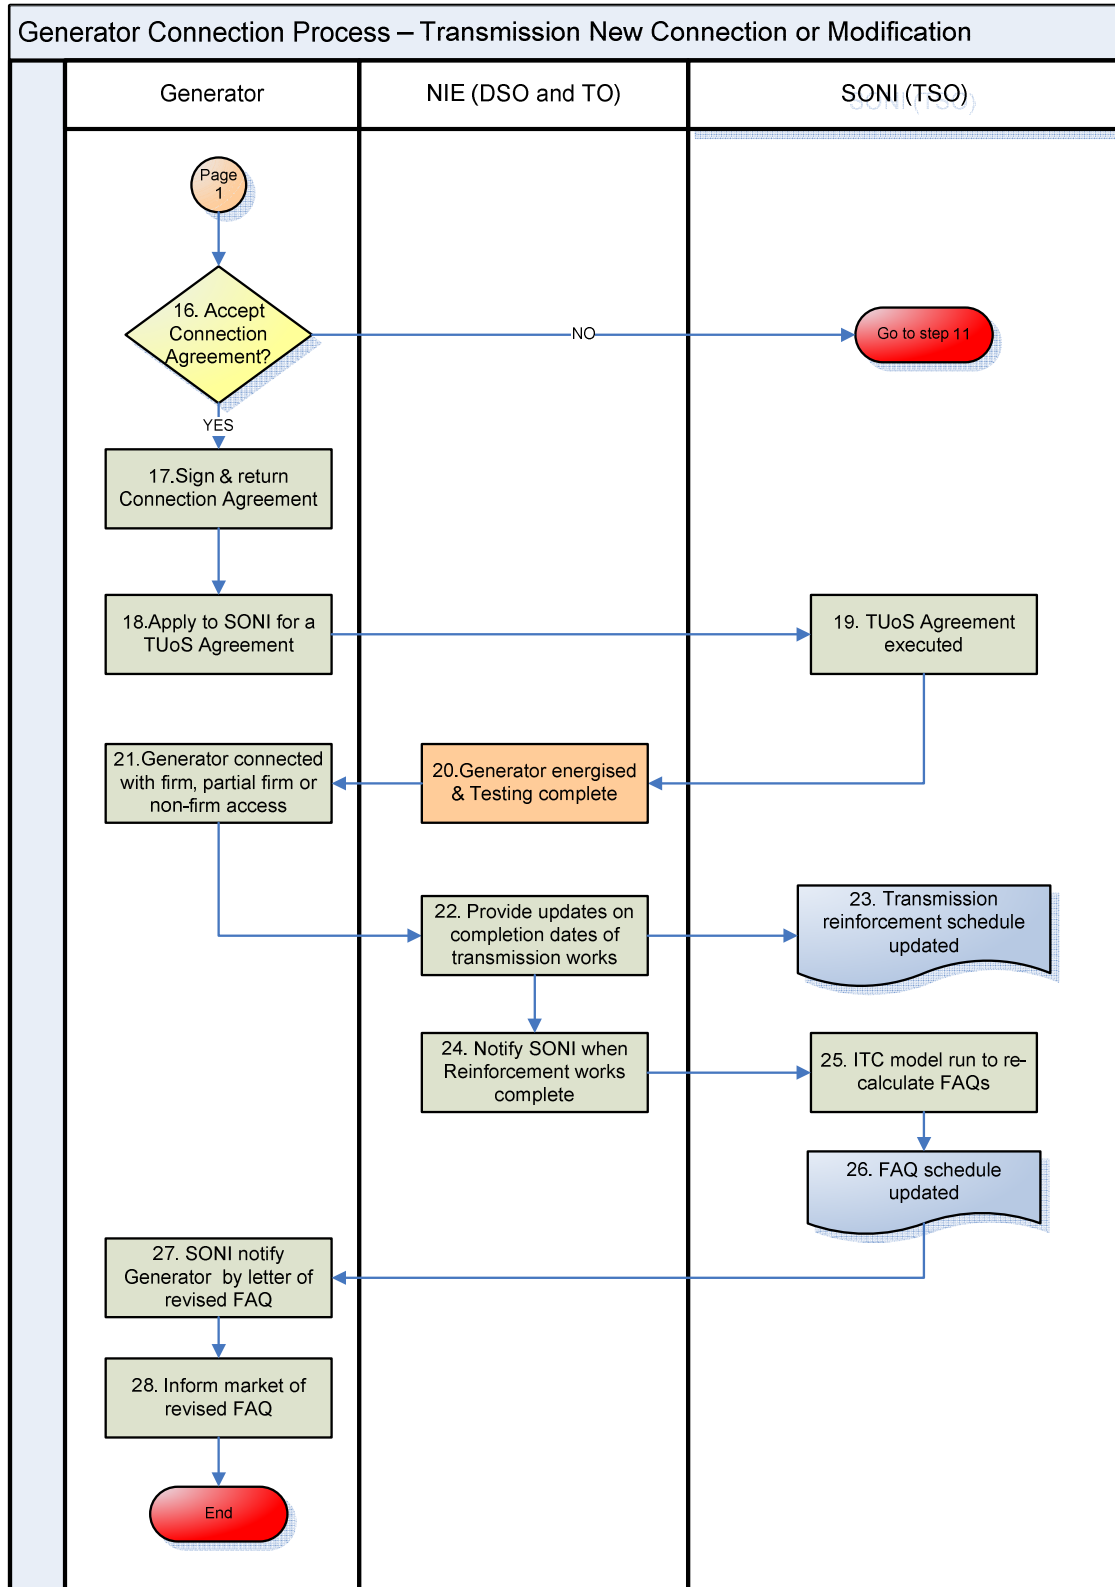 Generator Connection Process – Transmission New Connection or Modification
Generator
NIE (DSO and TO)
SONI (TSO)
Page
1
16. Accept
Connection
Agreement?
NO
Go to step 11
YES
17.Sign & return
Connection Agreement
18.Apply to SONI for a
TUoS Agreement
19. TUoS Agreement
executed
21.Generator connected
with firm, partial firm or
non-firm access
20.Generator energised
& Testing complete
22. Provide updates on
completion dates of
transmission works
23. Transmission
reinforcement schedule
updated
24. Notify SONI when
Reinforcement works
complete
25. ITC model run to re-
calculate FAQs
26. FAQ schedule
updated
27. SONI notify
Generator by letter of
revised FAQ
28. Inform market of
revised FAQ
End